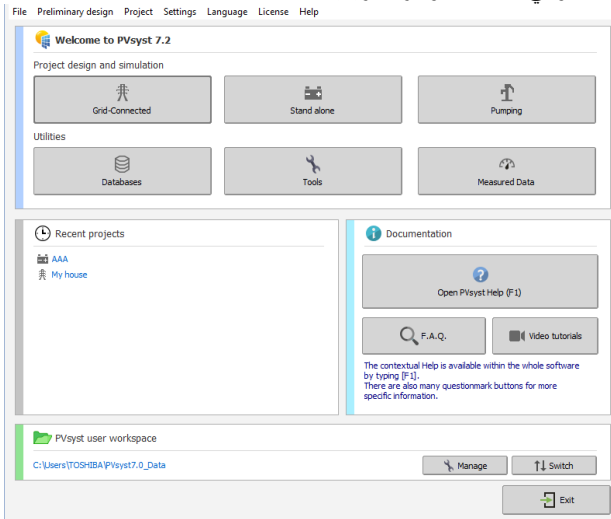 File Preliminary design Project Settings Language License Help
Welcome to PVsyst 7.2
Project design and simulation
Grid-Connected
Stand alone
Pumping
Utilities
Databases
Tools
Measured Data
Recent projects
AAA
My house
Documentation
Open PVsyst Help (F1)
F.A.Q.
Video tutorials
The contextual Help is available within the whole software
by typing [F1].
There are also many questionmark buttons for more
specific information.
PVsyst user workspace
C:\Users\TOSHIBA\PVsyst7.0_Data
Manage
Switch
Exit